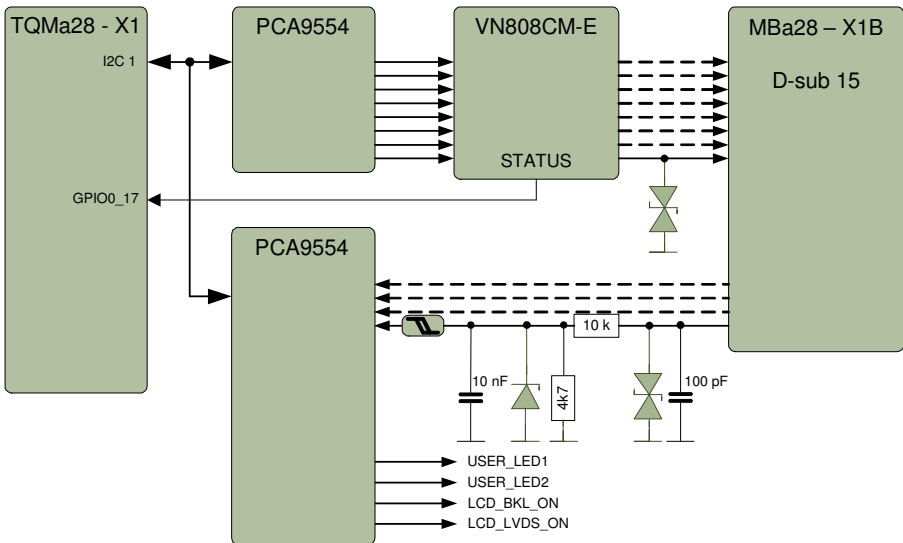 TQMa28 - X1
PCA9554
VN808CM-E
MBa28 – X1B
I2C 1
D-sub 15
STATUS
GPIO0_17
PCA9554
10 k
10 nF
4k7
100 pF
USER_LED1
USER_LED2
LCD_BKL_ON
LCD_LVDS_ON